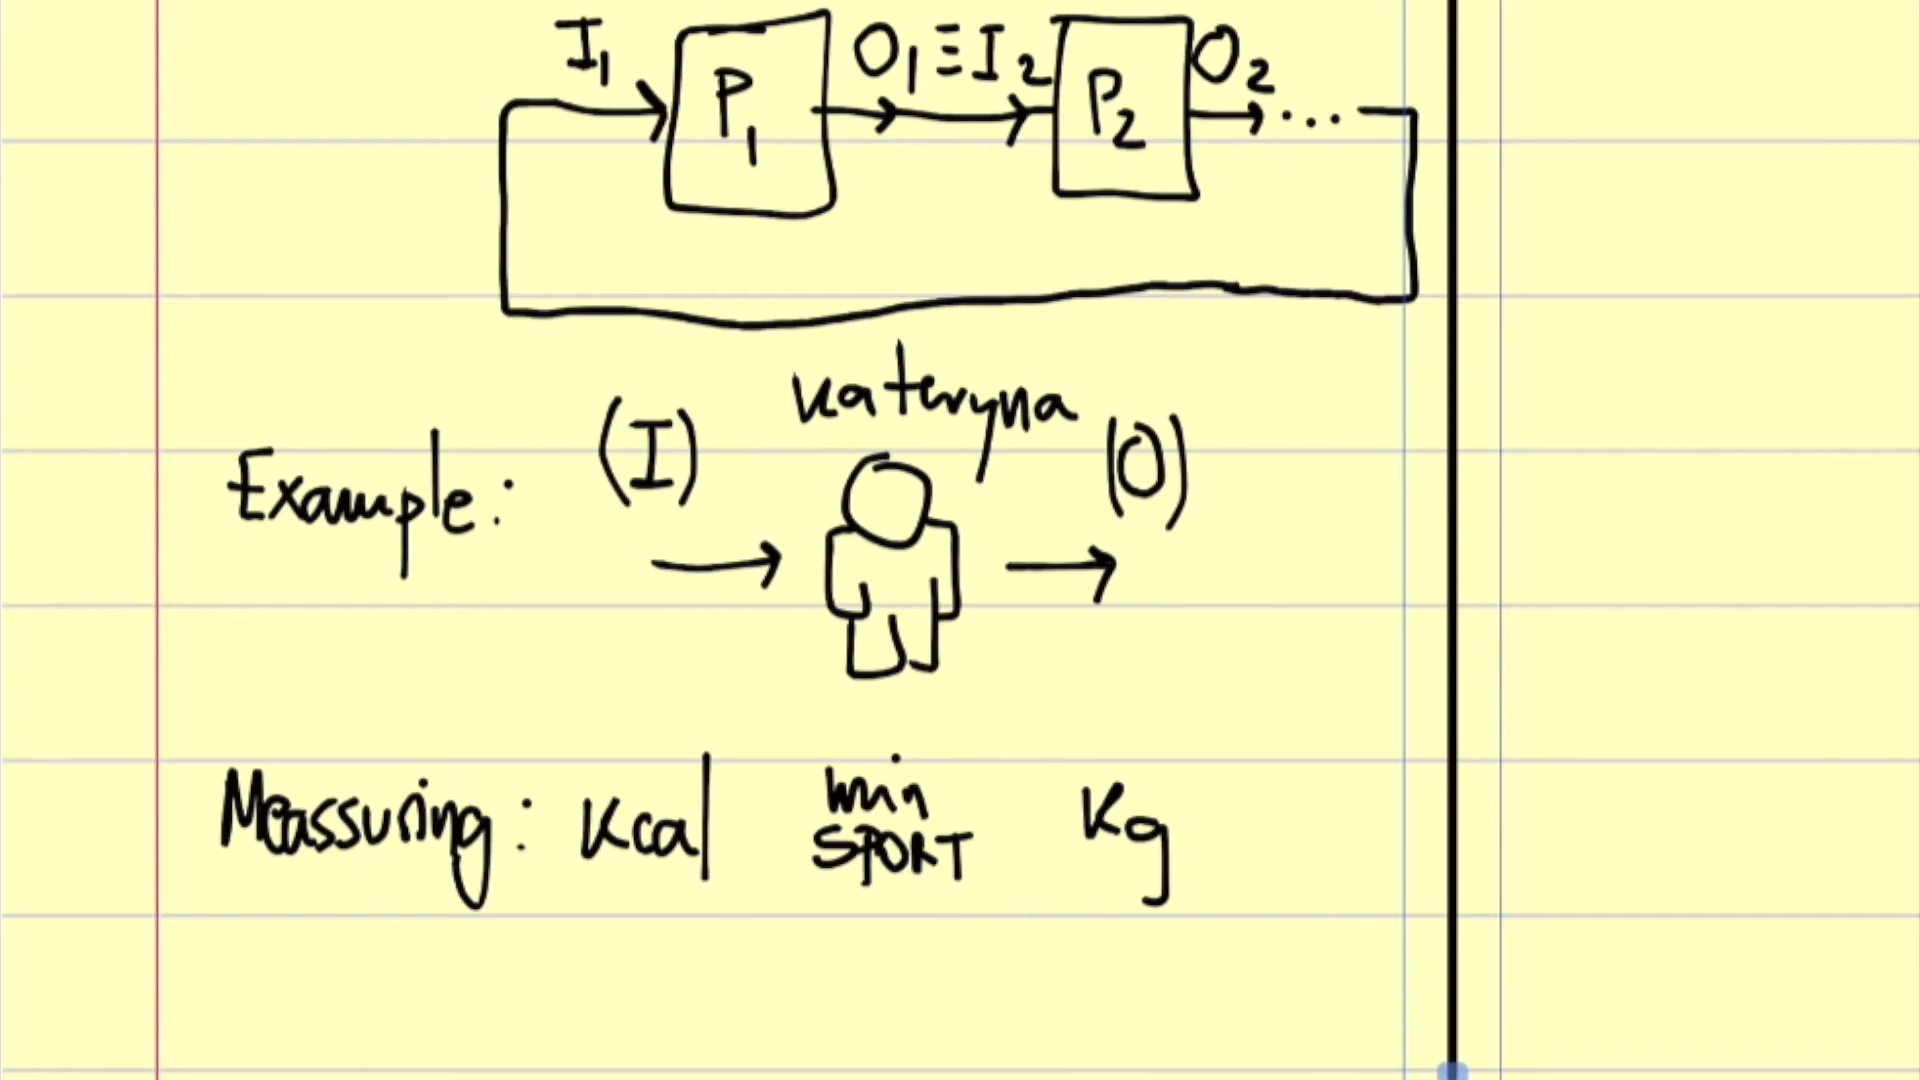 I1 P1 O1≡I2 P2 O2 ...
Kateryna
Example: (I) (O)
Meassuring: Kcal min SPORT Kg